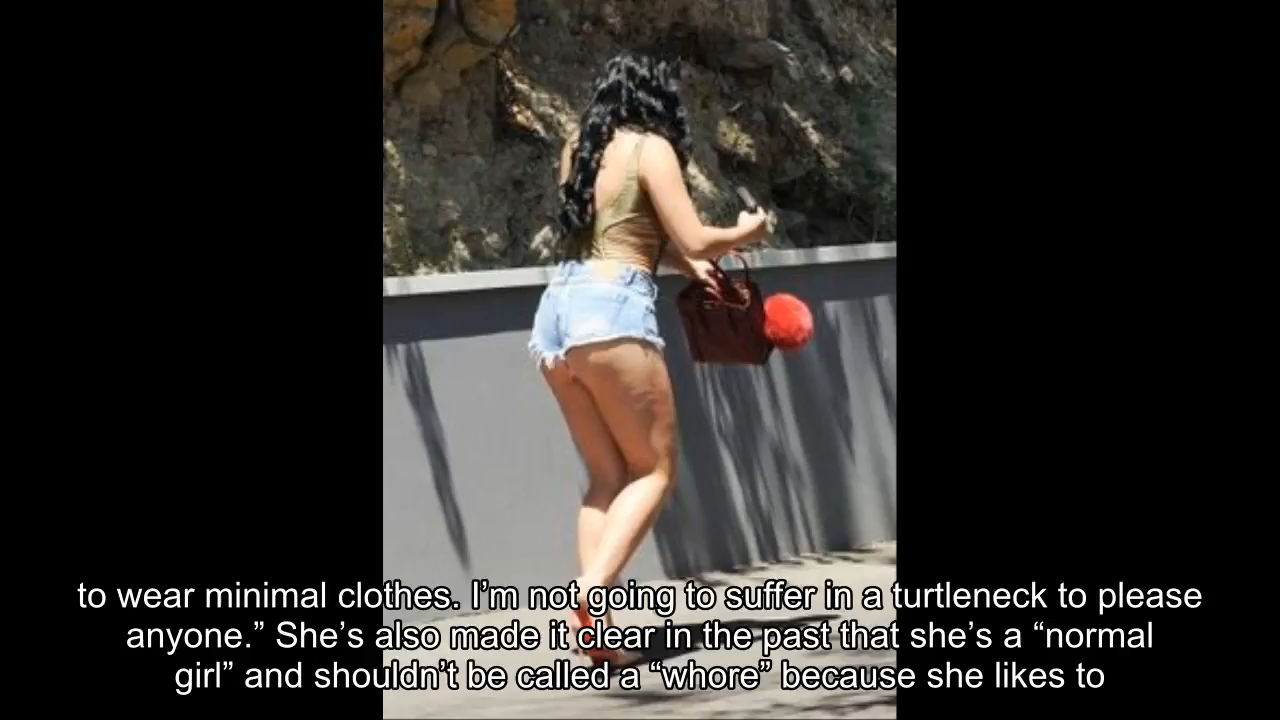 to wear minimal clothes. I’m not going to suffer in a turtleneck to please
anyone.” She’s also made it clear in the past that she’s a “normal
girl” and shouldn’t be called a “whore” because she likes to